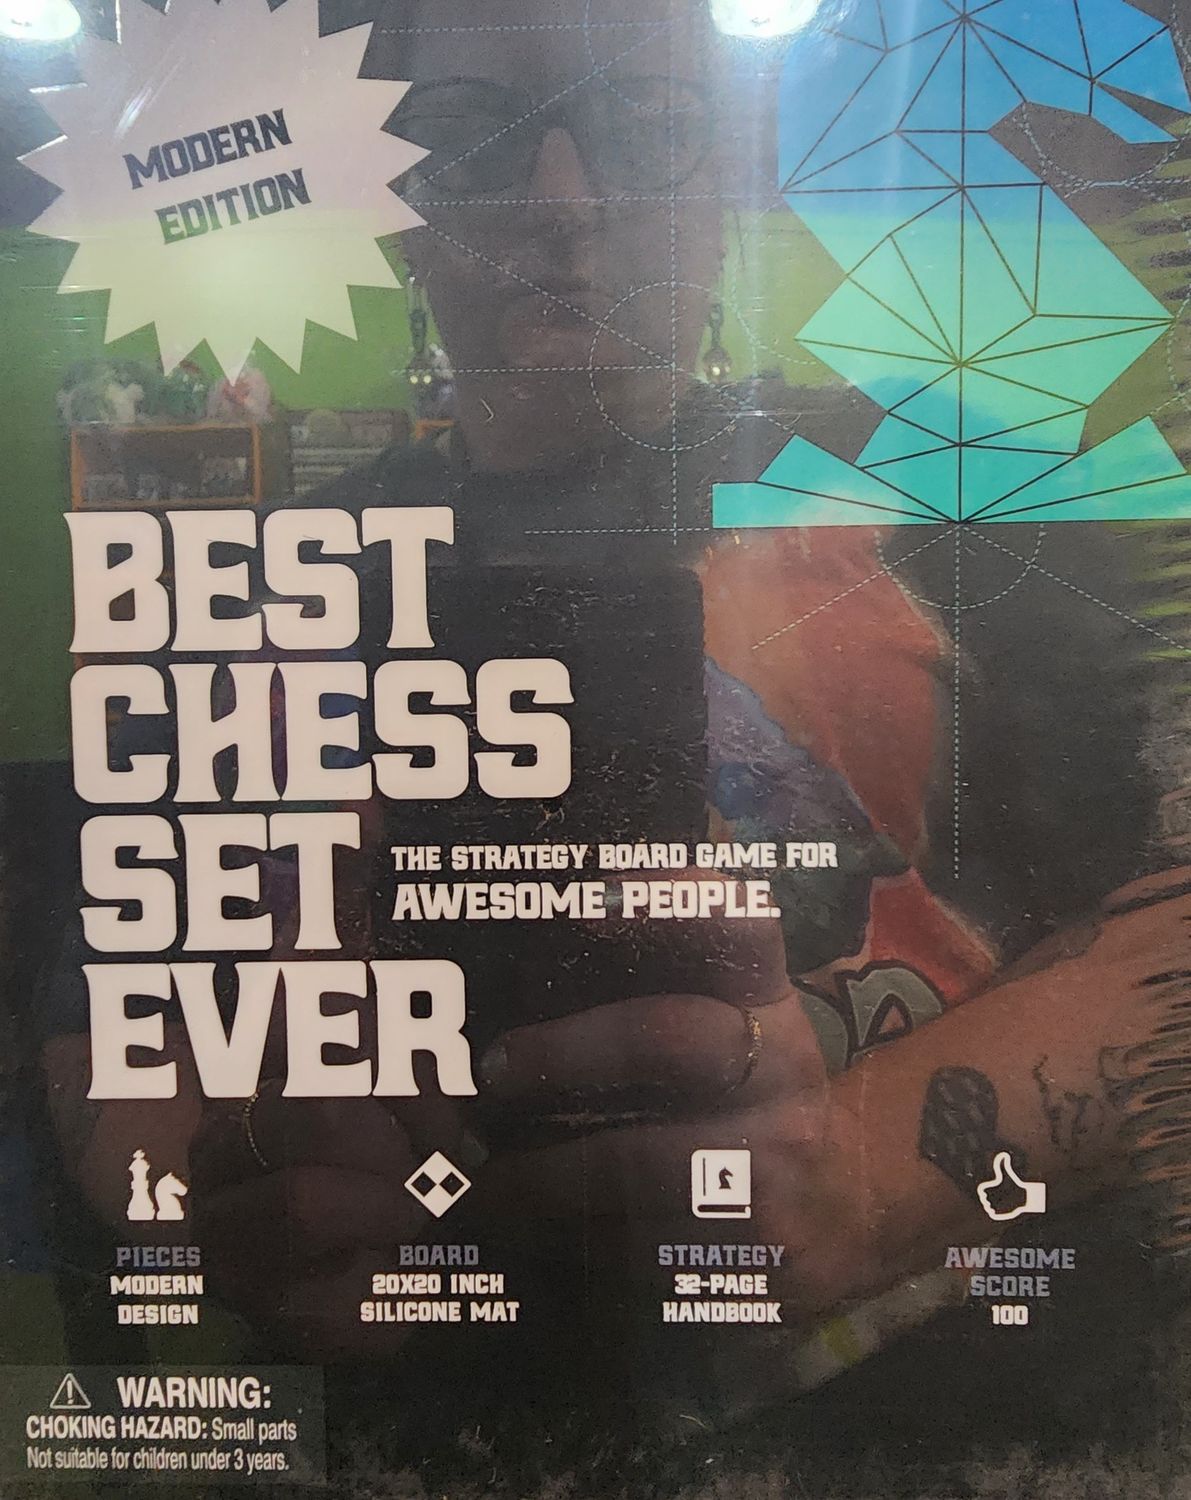 MODERN
EDITION
BEST
CHESS
SET
EVER
THE STRATEGY BOARD GAME FOR
AWESOME PEOPLE.
PIECES
MODERN
DESIGN
BOARD
20X20 INCH
SILICONE MAT
STRATEGY
32-PAGE
HANDBOOK
AWESOME
SCORE
100
WARNING:
CHOKING HAZARD: Small parts
Not suitable for children under 3 years.